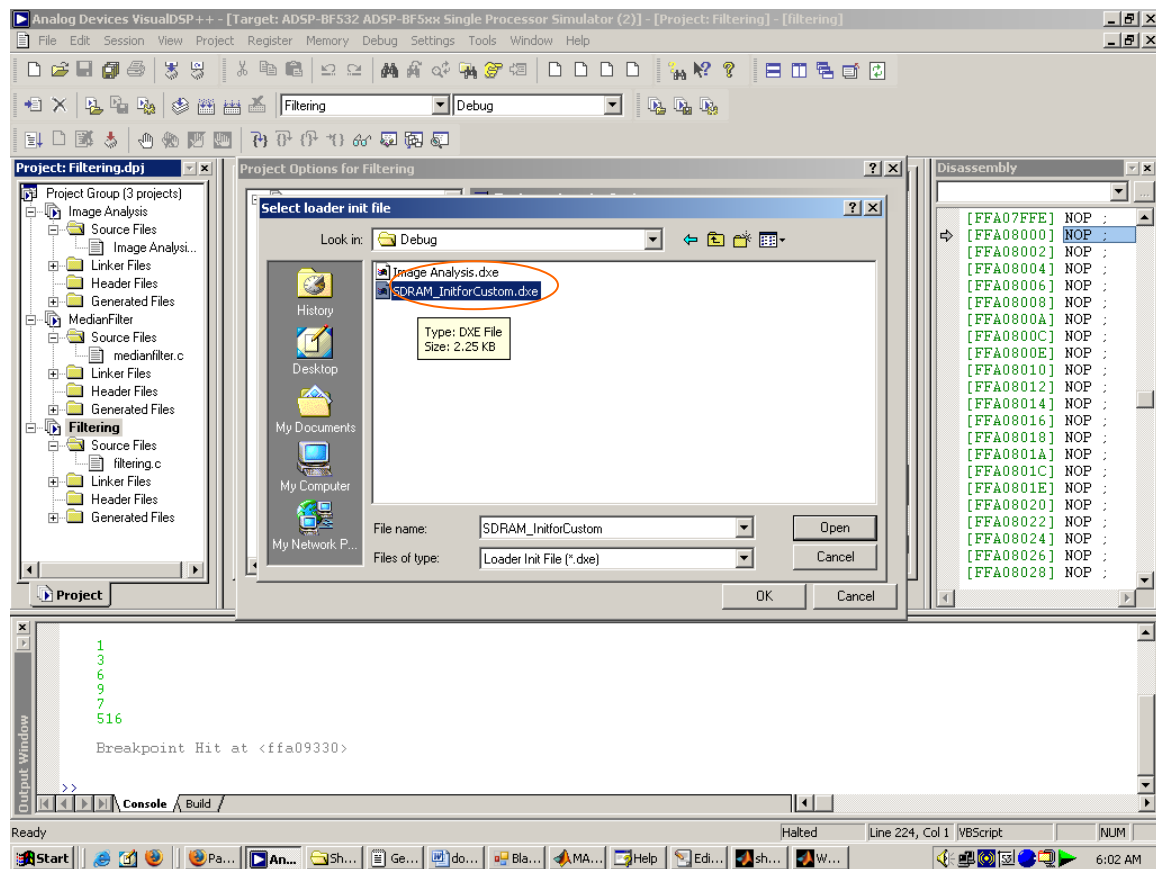 Analog Devices VisualDSP++ - [Target: ADSP-BF532 ADSP-BF5xx Single Processor Simulator (2)] - [Project: Filtering] - [filtering]
File Edit Session View Project Register Memory Debug Settings Tools Window Help
Filtering Debug
Project: Filtering.dpj
Project Group (3 projects)
Image Analysis
Source Files
Image Analysi...
Linker Files
Header Files
Generated Files
MedianFilter
Source Files
medianfilter.c
Linker Files
Header Files
Generated Files
Filtering
Source Files
filtering.c
Linker Files
Header Files
Generated Files
Project
Project Options for Filtering
Select loader init file
Look in: Debug
History
Desktop
My Documents
My Computer
My Network P...
Image Analysis.dxe
SDRAM_InitforCustom.dxe
Type: DXE File
Size: 2.25 KB
File name: SDRAM_InitforCustom Open
Files of type: Loader Init File (*.dxe) Cancel
OK Cancel
Disassembly
...
[FFA07FFE] NOP ;
[FFA08000] NOP ;
[FFA08002] NOP ;
[FFA08004] NOP ;
[FFA08006] NOP ;
[FFA08008] NOP ;
[FFA0800A] NOP ;
[FFA0800C] NOP ;
[FFA0800E] NOP ;
[FFA08010] NOP ;
[FFA08012] NOP ;
[FFA08014] NOP ;
[FFA08016] NOP ;
[FFA08018] NOP ;
[FFA0801A] NOP ;
[FFA0801C] NOP ;
[FFA0801E] NOP ;
[FFA08020] NOP ;
[FFA08022] NOP ;
[FFA08024] NOP ;
[FFA08026] NOP ;
[FFA08028] NOP ;
Output Window
1
3
6
9
7
516
Breakpoint Hit at <ffa09330>
>>
Console Build
Ready Halted Line 224, Col 1 VBScript NUM
Start Pa... An... Sh... Ge... do... Bla... MA... Help Edi... sh... W... 6:02 AM